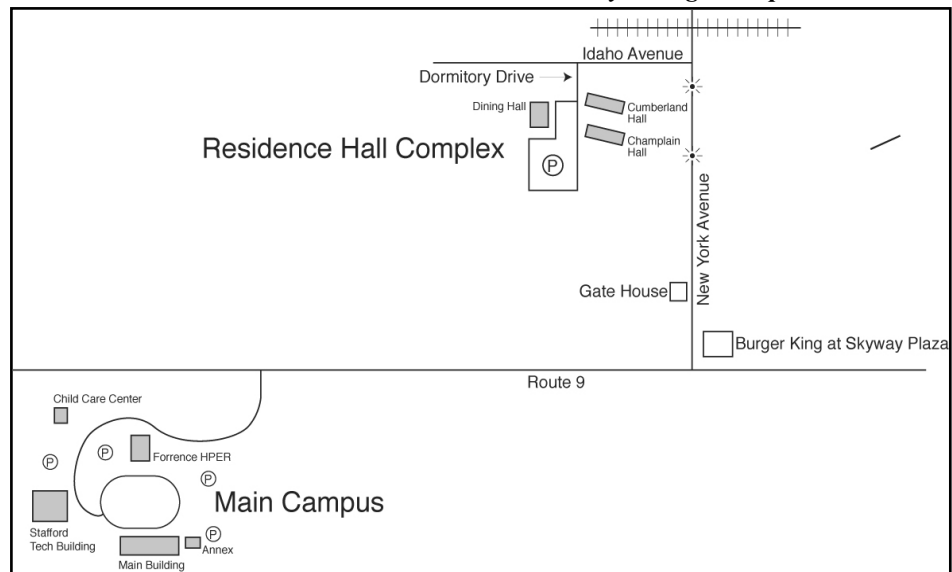 Idaho Avenue
Dormitory Drive
Dining Hall
Cumberland
Hall
Champlain
Hall
Residence Hall Complex
P
New York Avenue
Gate House
Burger King at Skyway Plaza
Route 9
Child Care Center
P
Forrence HPER
P
P
Main Campus
Stafford
Tech Building
P
Annex
Main Building